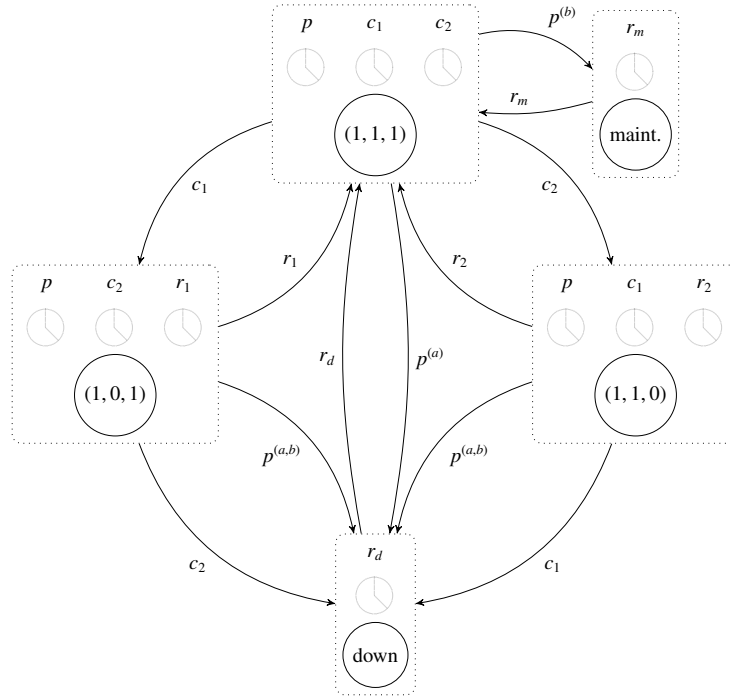 p c₁ c₂
p^(b)
r_m
r_m
(1, 1, 1)
maint.
c₁
c₂
p c₂ r₁
r₁
r₂
p c₁ r₂
r_d
p^(a)
(1, 0, 1)
(1, 1, 0)
p^(a,b)
p^(a,b)
r_d
c₂
c₁
down